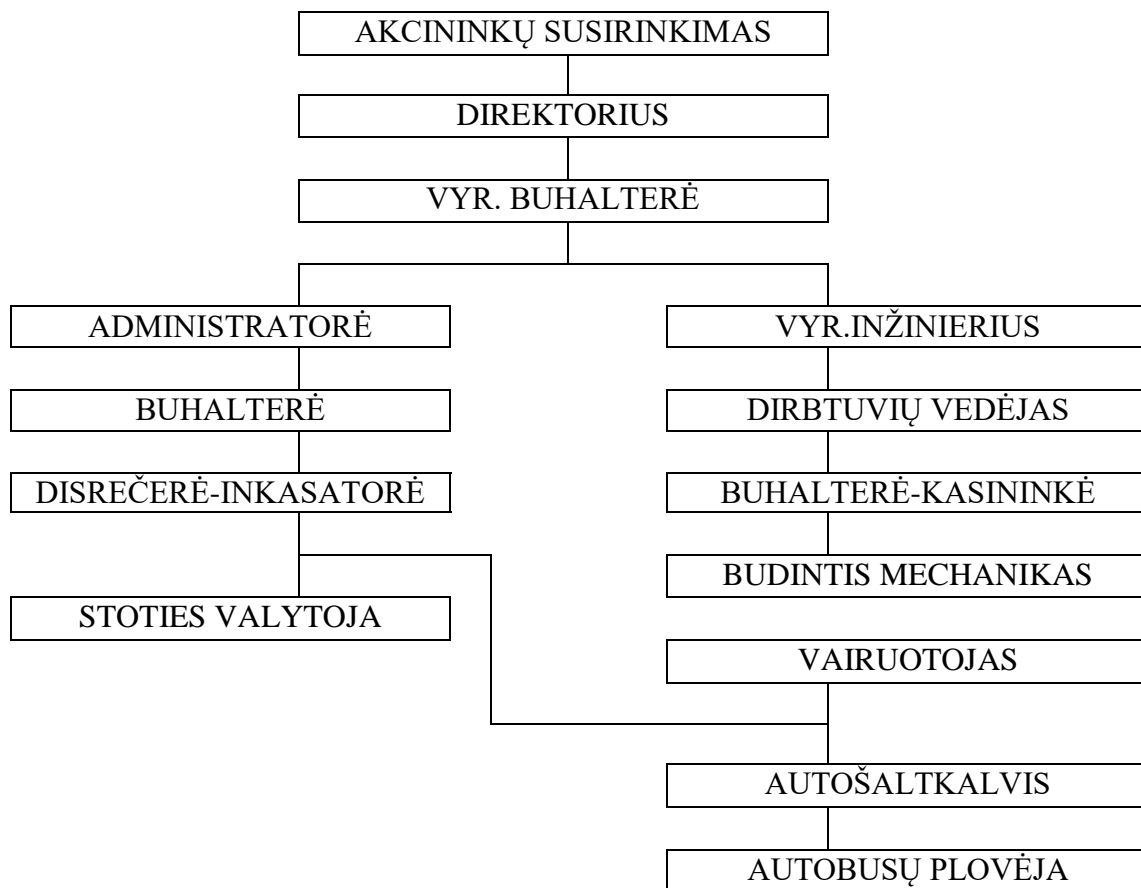 AKCININKŲ SUSIRINKIMAS
DIREKTORIUS
VYR. BUHALTERĖ
ADMINISTRATORĖ
VYR.INŽINIERIUS
BUHALTERĖ
DIRBTUVIŲ VEDĖJAS
DISREČERĖ-INKASATORĖ
BUHALTERĖ-KASININKĖ
BUDINTIS MECHANIKAS
STOTIES VALYTOJA
VAIRUOTOJAS
AUTOŠALTKALVIS
AUTOBUSŲ PLOVĖJA